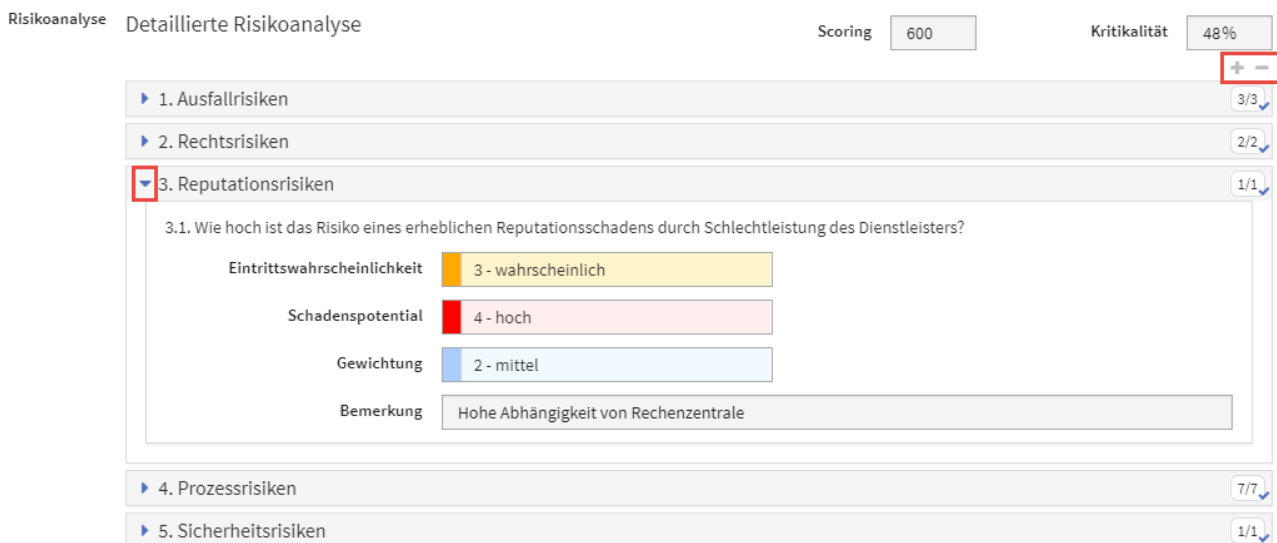 Risikoanalyse Detaillierte Risikoanalyse Scoring 600 Kritikalität 48%
+ −
1. Ausfallrisiken 3/3
2. Rechtsrisiken 2/2
3. Reputationsrisiken 1/1
3.1. Wie hoch ist das Risiko eines erheblichen Reputationsschadens durch Schlechtleistung des Dienstleisters?
Eintrittswahrscheinlichkeit 3 - wahrscheinlich
Schadenspotential 4 - hoch
Gewichtung 2 - mittel
Bemerkung Hohe Abhängigkeit von Rechenzentrale
4. Prozessrisiken 7/7
5. Sicherheitsrisiken 1/1